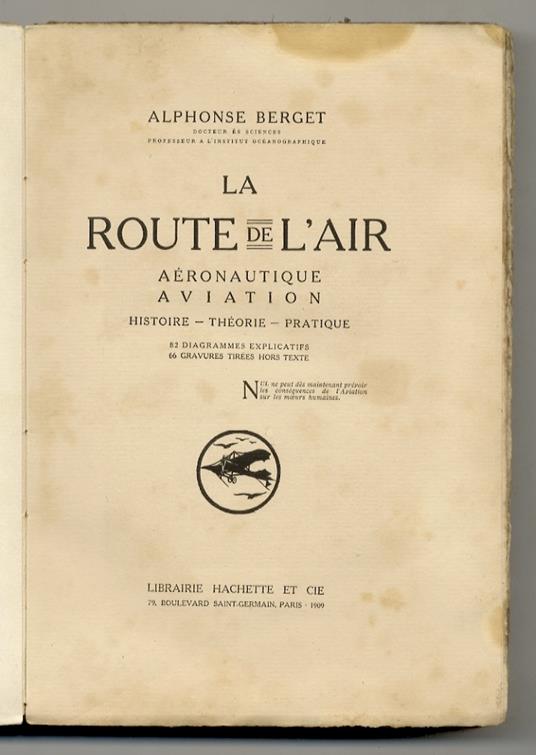 ALPHONSE BERGET
DOCTEUR ÈS SCIENCES
PROFESSEUR A L'INSTITUT OCÉANOGRAPHIQUE
LA
ROUTE DE L'AIR
AÉRONAUTIQUE
AVIATION
HISTOIRE — THÉORIE — PRATIQUE
82 DIAGRAMMES EXPLICATIFS
66 GRAVURES TIRÉES HORS TEXTE
NUL ne peut dès maintenant prévoir
les conséquences de l'Aviation
sur les mœurs humaines.
LIBRAIRIE HACHETTE ET CIE
79, BOULEVARD SAINT-GERMAIN, PARIS · 1909